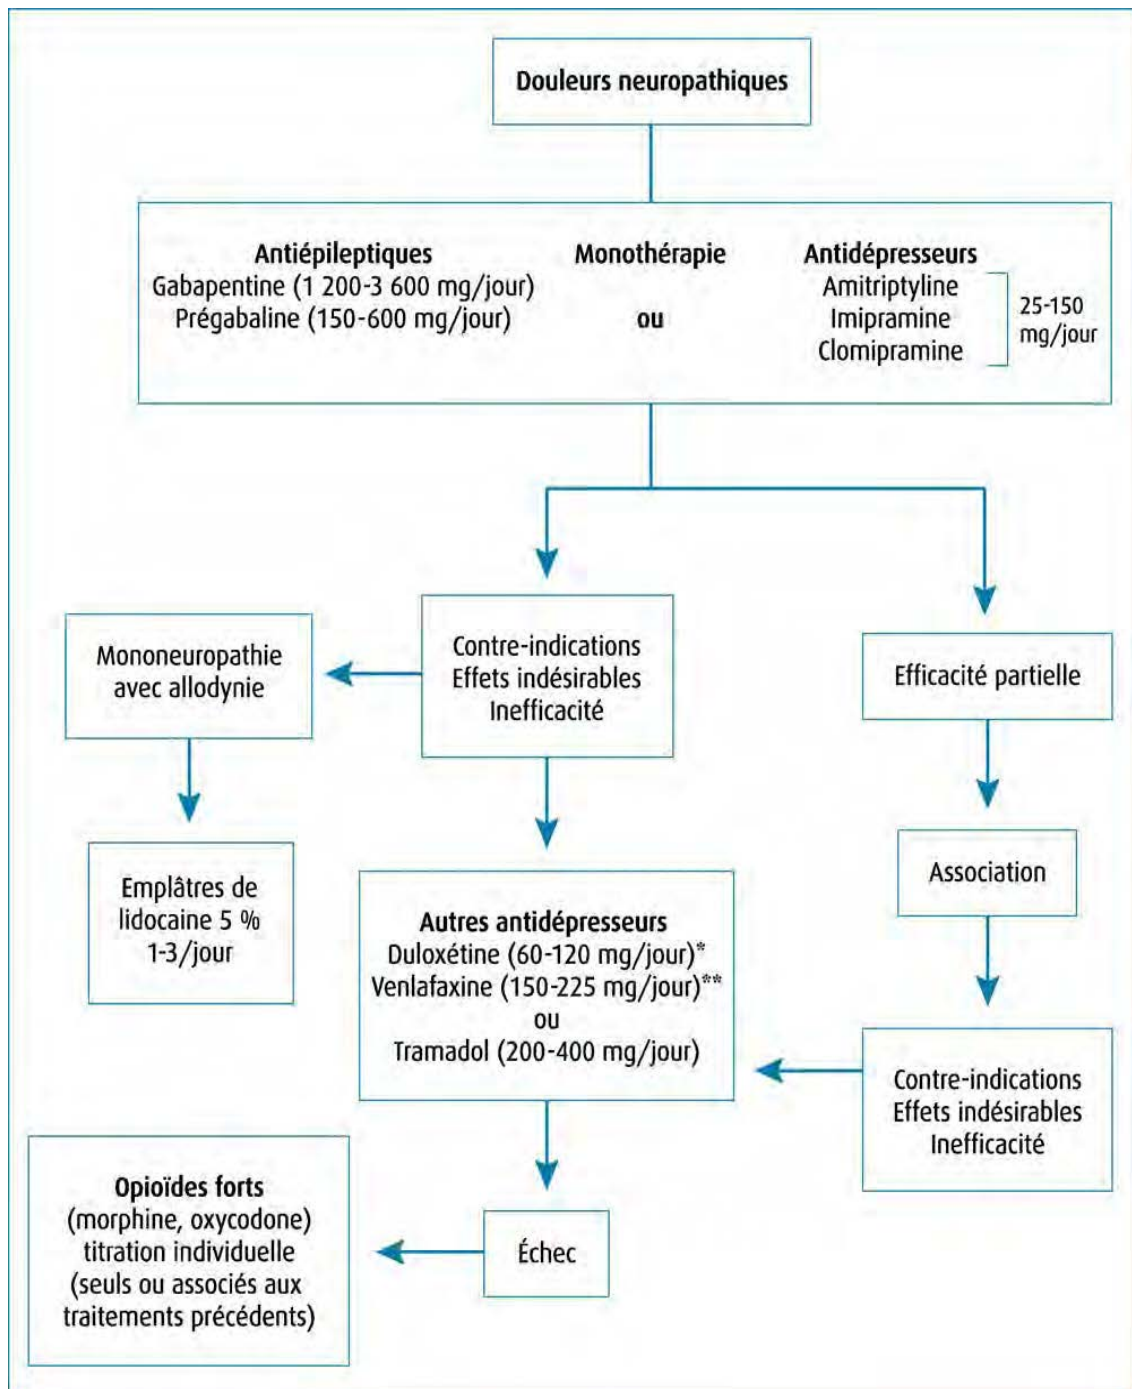 Douleurs neuropathiques
Antiépileptiques
Gabapentine (1 200-3 600 mg/jour)
Prégabaline (150-600 mg/jour)
Monothérapie
ou
Antidépresseurs
Amitriptyline
Imipramine
Clomipramine
25-150
mg/jour
Contre-indications
Effets indésirables
Inefficacité
Efficacité partielle
Mononeuropathie
avec allodynie
Emplâtres de
lidocaine 5 %
1-3/jour
Association
Autres antidépresseurs
Duloxétine (60-120 mg/jour)*
Venlafaxine (150-225 mg/jour)**
ou
Tramadol (200-400 mg/jour)
Contre-indications
Effets indésirables
Inefficacité
Échec
Opioïdes forts
(morphine, oxycodone)
titration individuelle
(seuls ou associés aux
traitements précédents)